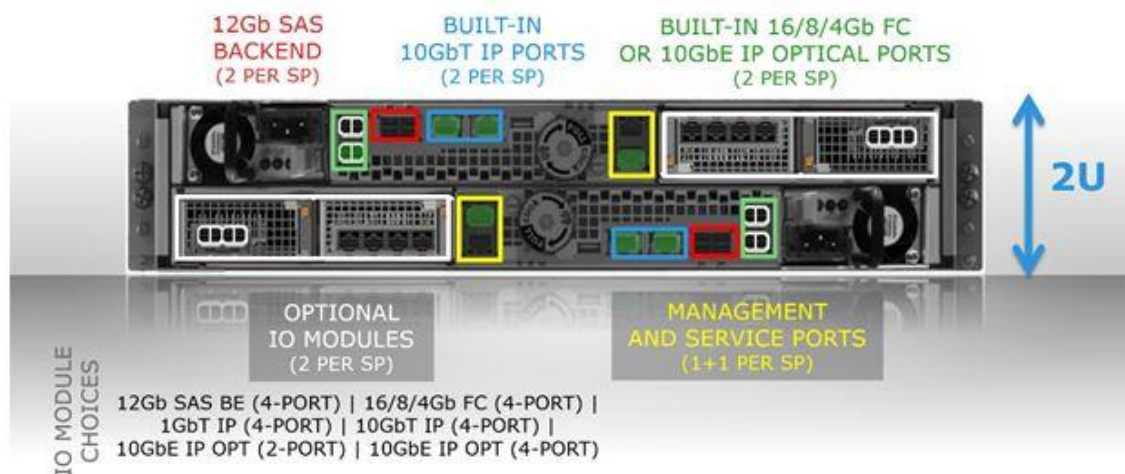 12Gb SAS
BACKEND
(2 PER SP)
BUILT-IN
10GbT IP PORTS
(2 PER SP)
BUILT-IN 16/8/4Gb FC
OR 10GbE IP OPTICAL PORTS
(2 PER SP)
2U
OPTIONAL
IO MODULES
(2 PER SP)
MANAGEMENT
AND SERVICE PORTS
(1+1 PER SP)
IO MODULE
CHOICES
12Gb SAS BE (4-PORT) | 16/8/4Gb FC (4-PORT) |
1GbT IP (4-PORT) | 10GbT IP (4-PORT) |
10GbE IP OPT (2-PORT) | 10GbE IP OPT (4-PORT)